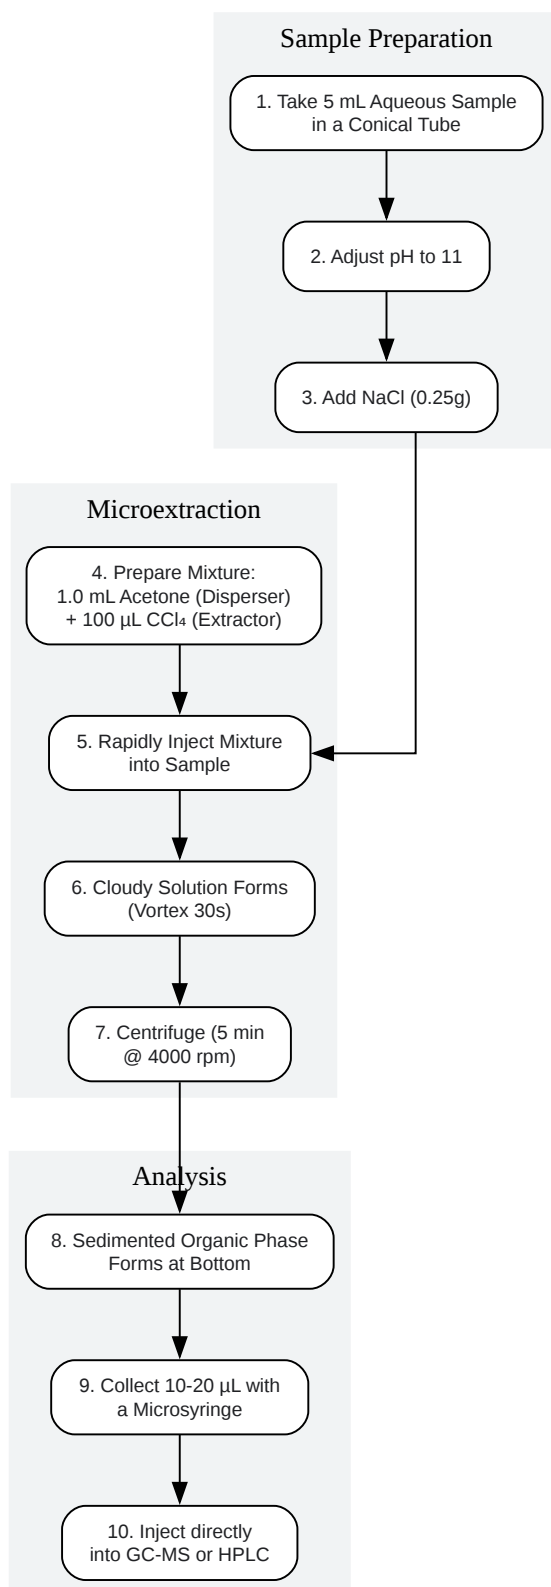 Sample Preparation
1. Take 5 mL Aqueous Sample
in a Conical Tube
2. Adjust pH to 11
3. Add NaCl (0.25g)
Microextraction
4. Prepare Mixture:
1.0 mL Acetone (Disperser)
+ 100 µL CCl₄ (Extractor)
5. Rapidly Inject Mixture
into Sample
6. Cloudy Solution Forms
(Vortex 30s)
7. Centrifuge (5 min
@ 4000 rpm)
Analysis
8. Sedimented Organic Phase
Forms at Bottom
9. Collect 10-20 µL with
a Microsyringe
10. Inject directly
into GC-MS or HPLC